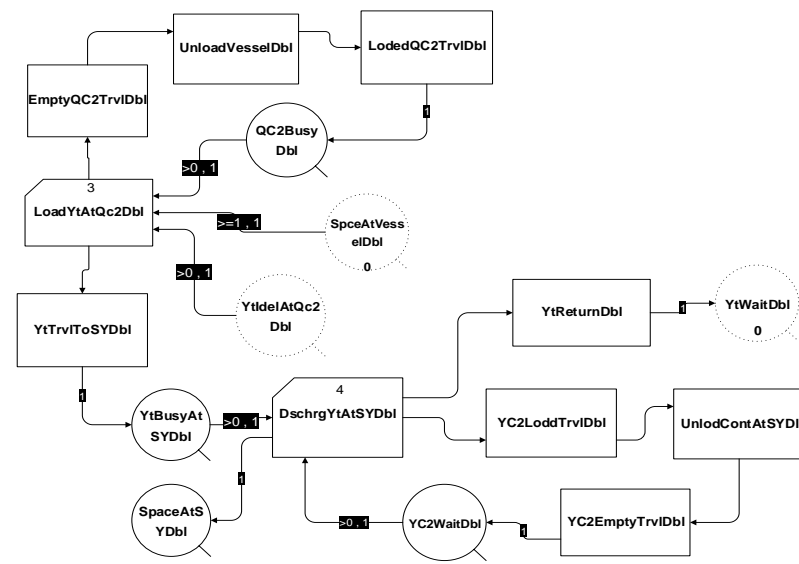 UnloadVesselDbl
LodedQC2TrvlDbl
EmptyQC2TrvlDbl
1
QC2Busy
Dbl
>0 , 1
3
LoadYtAtQc2Dbl
>=1 , 1
SpceAtVess
elDbl
0
>0 , 1
YtIdelAtQc2
Dbl
YtTrvlToSYDbl
YtReturnDbl
1
YtWaitDbl
0
1
YtBusyAt
SYDbl
>0 , 1
4
DschrgYtAtSYDbl
YC2LoddTrvlDbl
UnlodContAtSYDl
1
SpaceAtS
YDbl
>0 , 1
YC2WaitDbl
1
YC2EmptyTrvlDbl